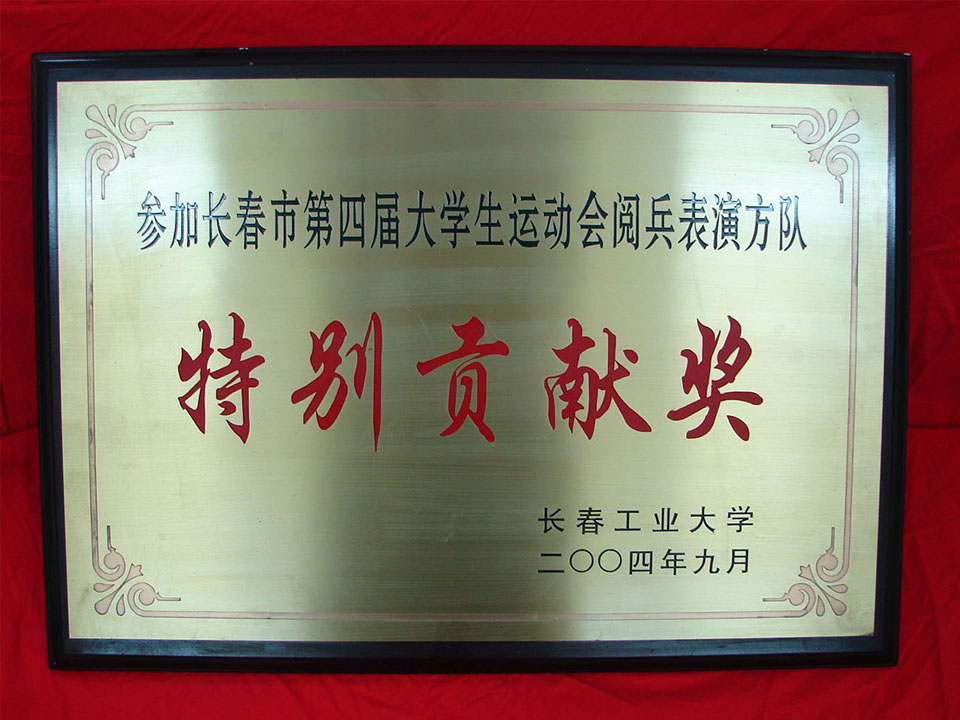 参加长春市第四届大学生运动会阅兵表演方队
特别贡献奖
长春工业大学
二〇〇四年九月